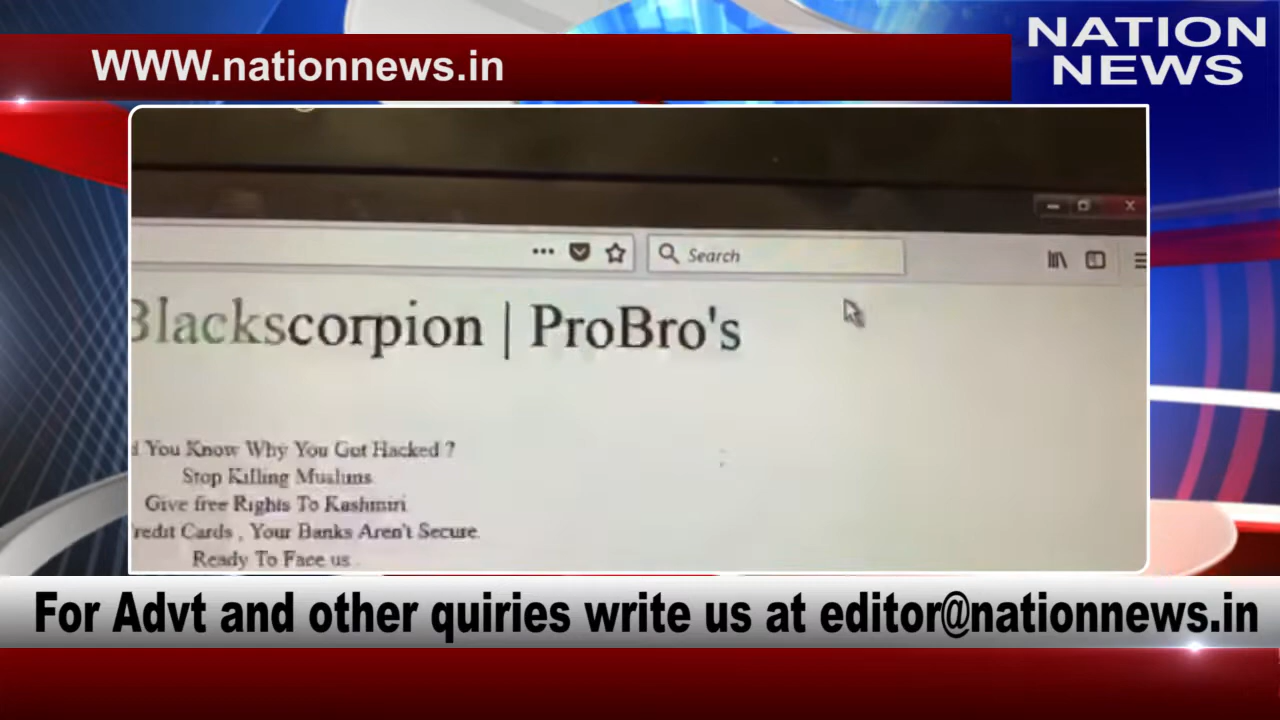 WWW.nationnews.in
NATION
NEWS
Search
Blackscorpion | ProBro's
You Know Why You Got Hacked ?
Stop Killing Muslims
Give free Rights To Kashmiri
redit Cards , Your Banks Aren't Secure.
Ready To Face us
For Advt and other quiries write us at editor@nationnews.in